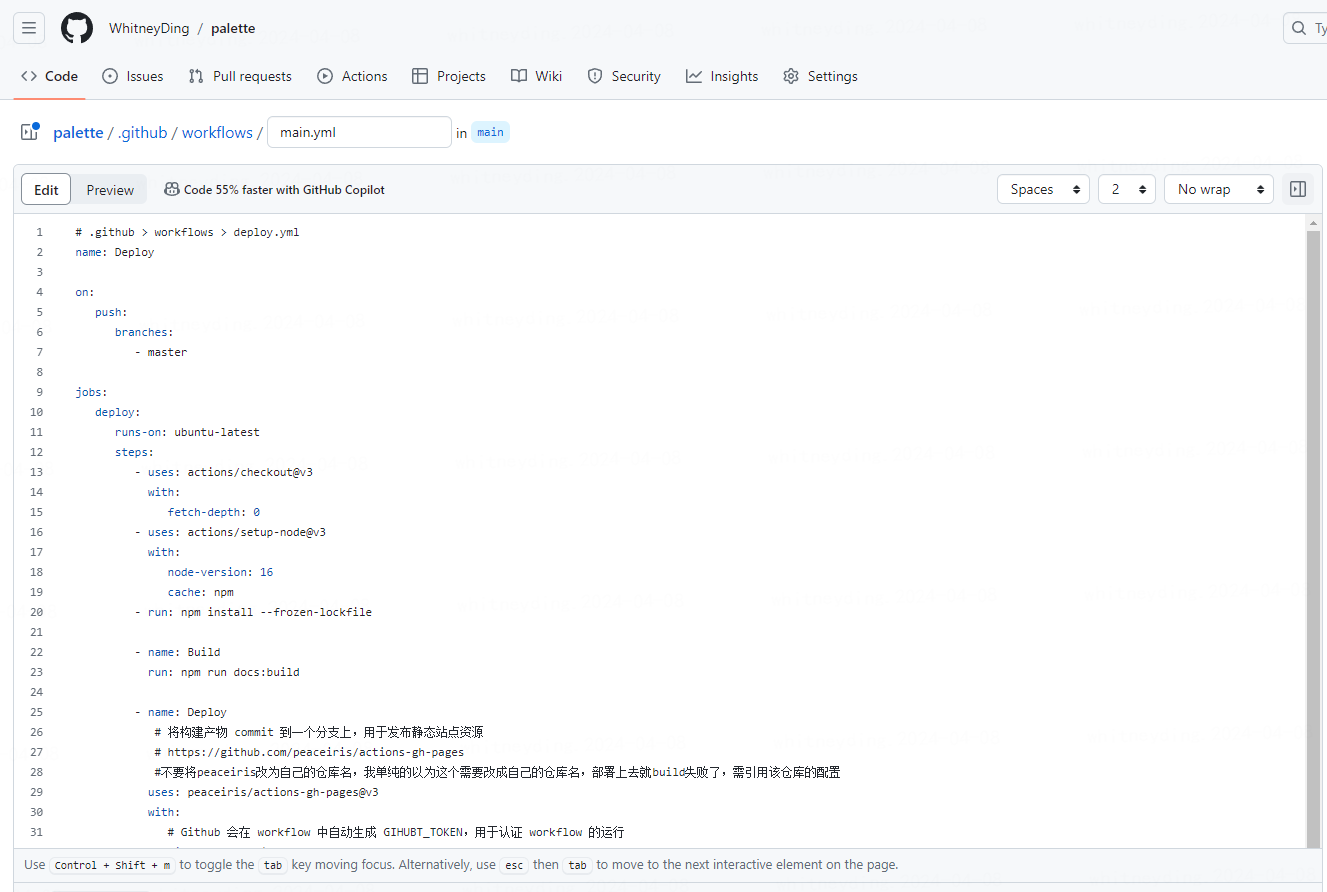 WhitneyDing / palette
Ty
Code Issues Pull requests Actions Projects Wiki Security Insights Settings
palette / .github / workflows / main.yml in main
Edit Preview Code 55% faster with GitHub Copilot Spaces 2 No wrap
1 # .github > workflows > deploy.yml
2 name: Deploy
3
4 on:
5 push:
6 branches:
7 - master
8
9 jobs:
10 deploy:
11 runs-on: ubuntu-latest
12 steps:
13 - uses: actions/checkout@v3
14 with:
15 fetch-depth: 0
16 - uses: actions/setup-node@v3
17 with:
18 node-version: 16
19 cache: npm
20 - run: npm install --frozen-lockfile
21
22 - name: Build
23 run: npm run docs:build
24
25 - name: Deploy
26 # 将构建产物 commit 到一个分支上，用于发布静态站点资源
27 # https://github.com/peaceiris/actions-gh-pages
28 #不要将peaceiris改为自己的仓库名，我单纯的以为这个需要改成自己的仓库名，部署上去就build失败了，需引用该仓库的配置
29 uses: peaceiris/actions-gh-pages@v3
30 with:
31 # Github 会在 workflow 中自动生成 GIHUBT_TOKEN，用于认证 workflow 的运行
Use Control + Shift + m to toggle the tab key moving focus. Alternatively, use esc then tab to move to the next interactive element on the page.